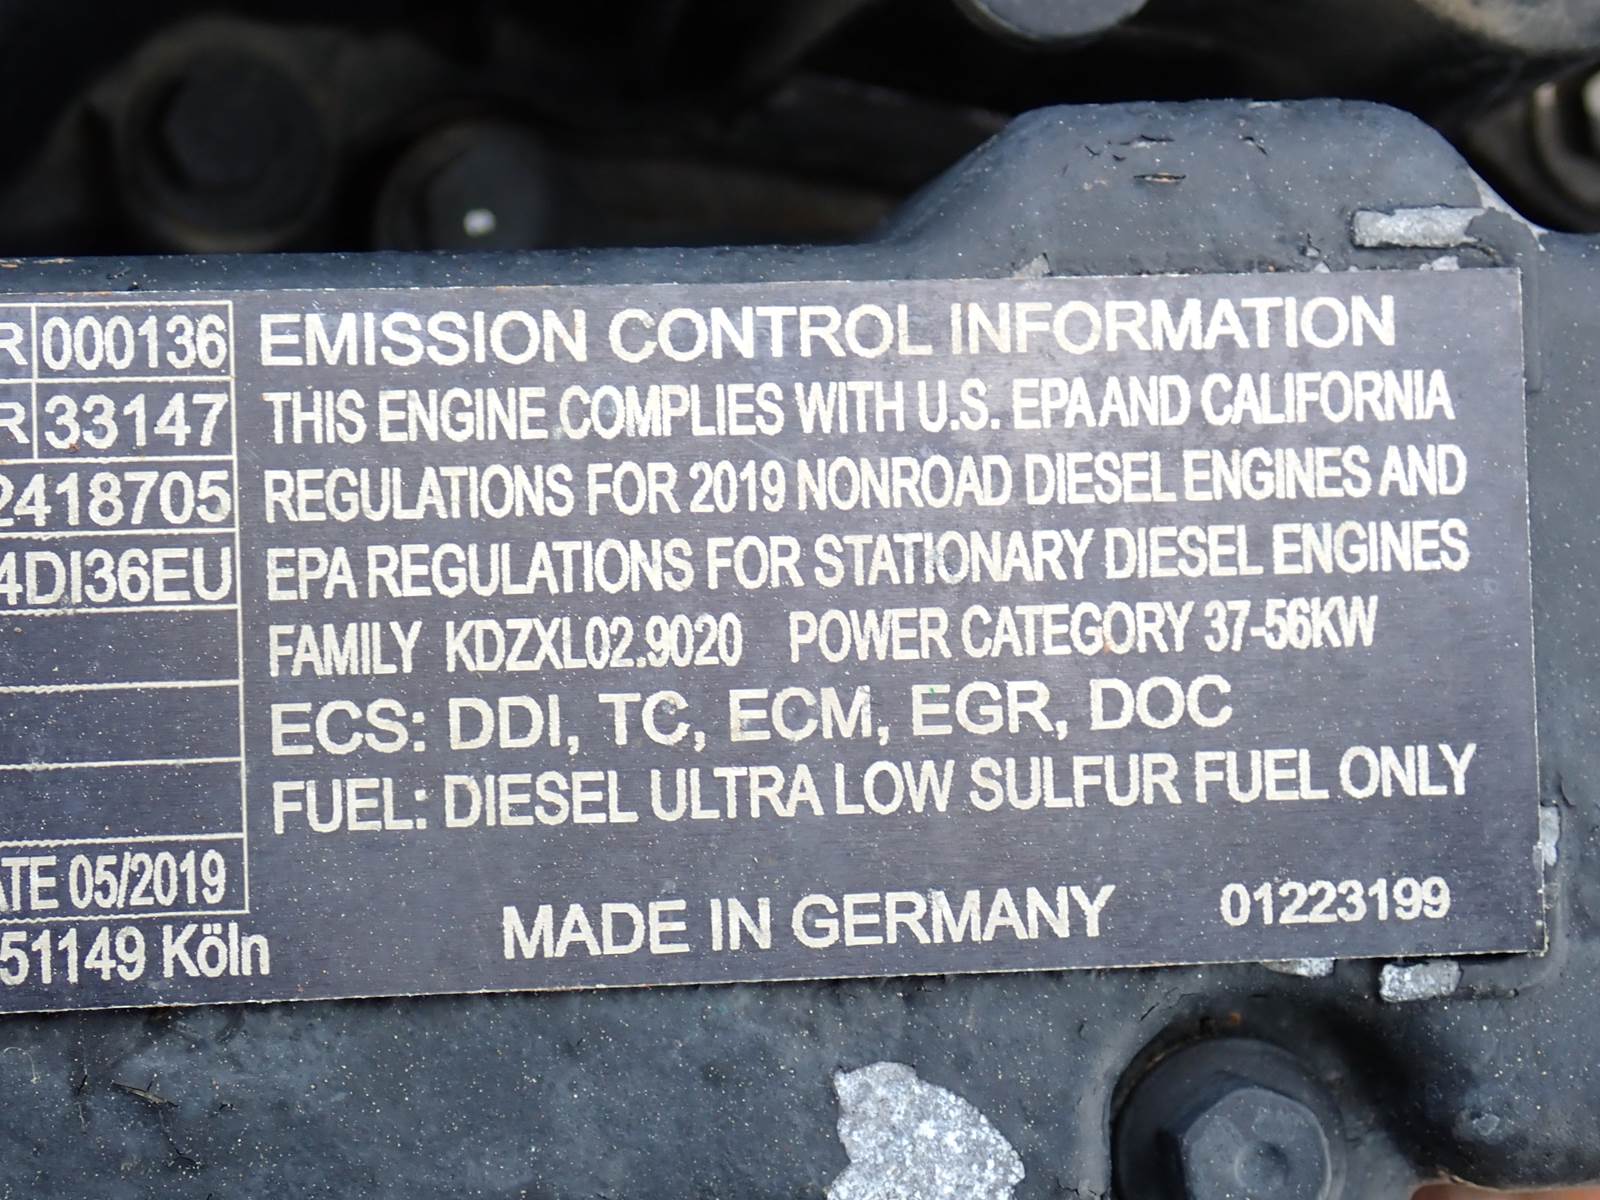 R 000136
R 33147
2418705
4DI36EU
ATE 05/2019
51149 Köln
EMISSION CONTROL INFORMATION
THIS ENGINE COMPLIES WITH U.S. EPA AND CALIFORNIA
REGULATIONS FOR 2019 NONROAD DIESEL ENGINES AND
EPA REGULATIONS FOR STATIONARY DIESEL ENGINES
FAMILY KDZXL02.9020 POWER CATEGORY 37-56KW
ECS: DDI, TC, ECM, EGR, DOC
FUEL: DIESEL ULTRA LOW SULFUR FUEL ONLY
MADE IN GERMANY 01223199